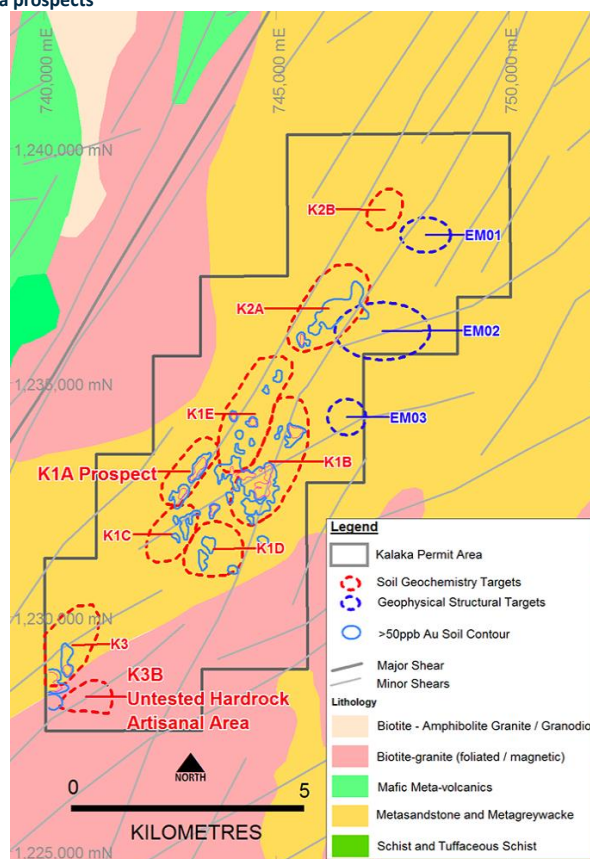 a prospects
740,000 mE
745,000 mE
750,000 mE
1,240,000 mN
K2B
EM01
K2A
EM02
1,235,000 mN
K1E
EM03
K1A Prospect
K1B
K1C
K1D
1,230,000 mN
K3
K3B
Untested Hardrock
Artisanal Area
NORTH
0 5
KILOMETRES
1,225,000 mN
Legend
Kalaka Permit Area
Soil Geochemistry Targets
Geophysical Structural Targets
>50ppb Au Soil Contour
Major Shear
Minor Shears
Lithology
Biotite - Amphibolite Granite / Granodio
Biotite-granite (foliated / magnetic)
Mafic Meta-volcanics
Metasandstone and Metagreywacke
Schist and Tuffaceous Schist